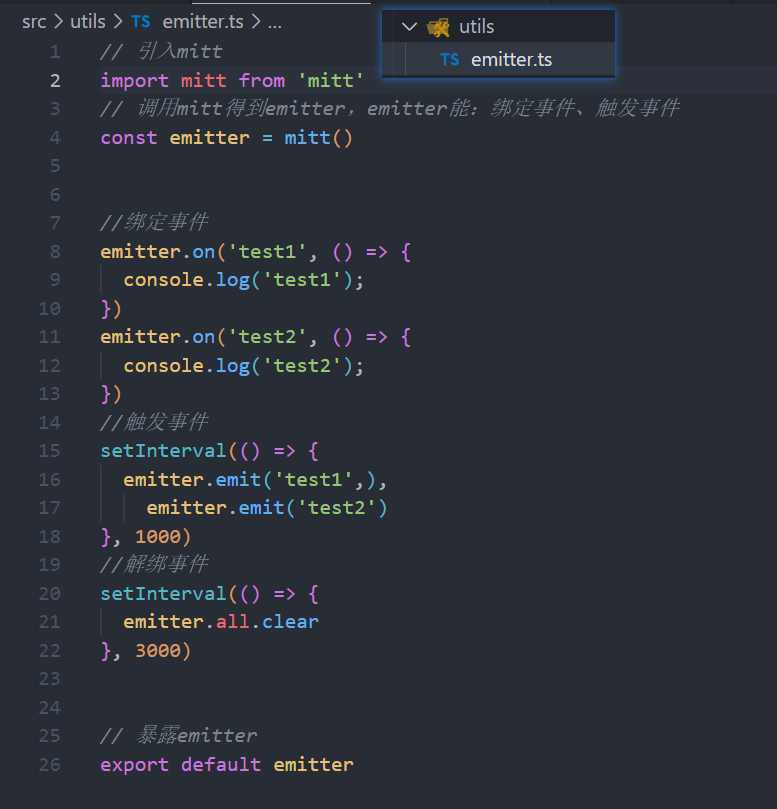 src > utils > TS emitter.ts > ...
utils
TS emitter.ts
1 // 引入mitt
2 import mitt from 'mitt'
3 // 调用mitt得到emitter，emitter能：绑定事件、触发事件
4 const emitter = mitt()
5
6
7 //绑定事件
8 emitter.on('test1', () => {
9   console.log('test1');
10 })
11 emitter.on('test2', () => {
12   console.log('test2');
13 })
14 //触发事件
15 setInterval(() => {
16   emitter.emit('test1',),
17     emitter.emit('test2')
18 }, 1000)
19 //解绑事件
20 setInterval(() => {
21   emitter.all.clear
22 }, 3000)
23
24
25 // 暴露emitter
26 export default emitter